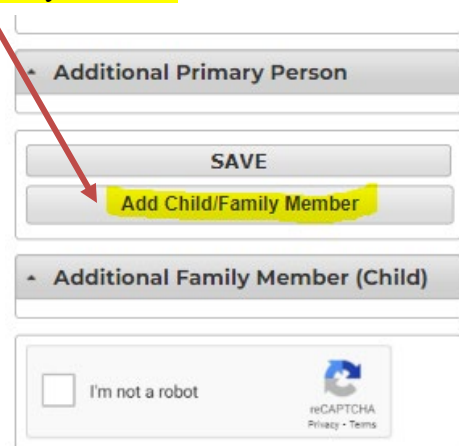 Additional Primary Person
SAVE
Add Child/Family Member
Additional Family Member (Child)
I'm not a robot
reCAPTCHA
Privacy - Terms